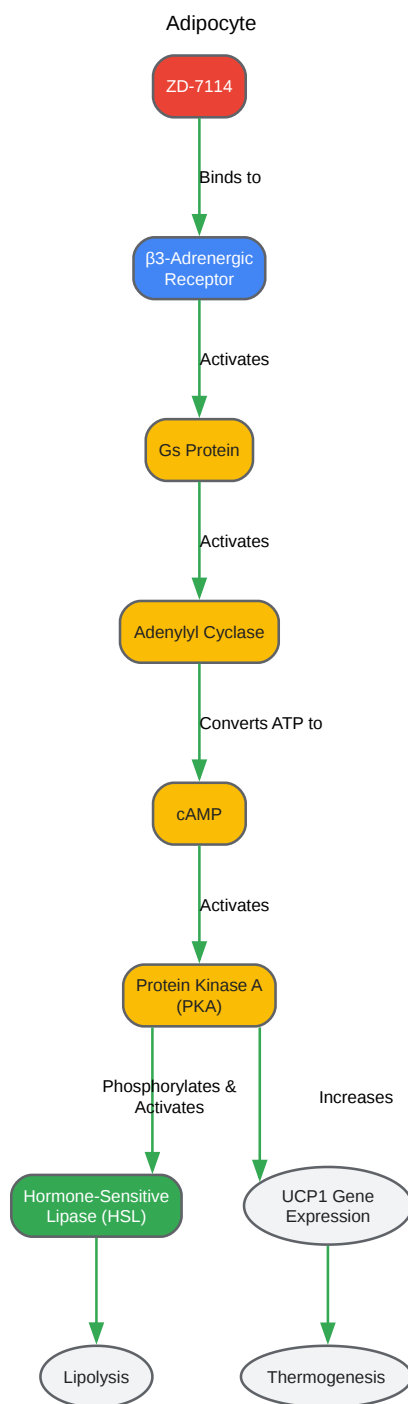 Adipocyte
ZD-7114
Binds to
β3-Adrenergic
Receptor
Activates
Gs Protein
Activates
Adenylyl Cyclase
Converts ATP to
cAMP
Activates
Protein Kinase A
(PKA)
Phosphorylates &
Activates
Increases
Hormone-Sensitive
Lipase (HSL)
UCP1 Gene
Expression
Lipolysis
Thermogenesis